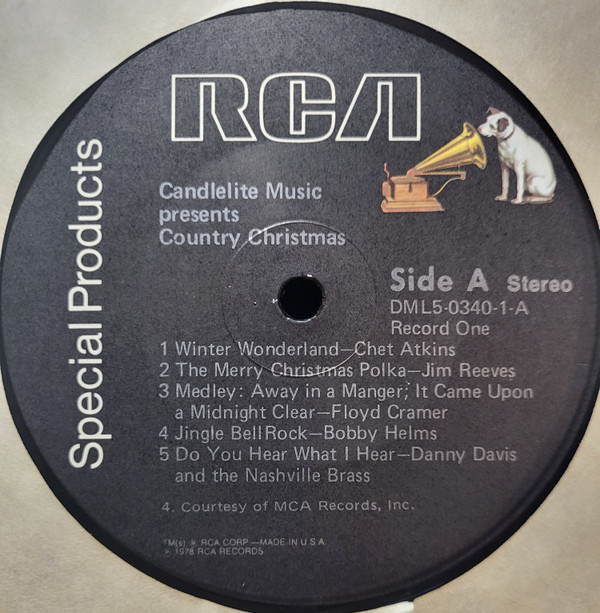 RCA
Special Products
Candlelite Music
presents
Country Christmas
Side A Stereo
DML5-0340-1-A
Record One
1 Winter Wonderland—Chet Atkins
2 The Merry Christmas Polka—Jim Reeves
3 Medley: Away in a Manger; It Came Upon
a Midnight Clear—Floyd Cramer
4 Jingle Bell Rock—Bobby Helms
5 Do You Hear What I Hear—Danny Davis
and the Nashville Brass
4. Courtesy of MCA Records, Inc.
TM(s) ® RCA CORP.—MADE IN U.S.A.
℗ 1978 RCA RECORDS